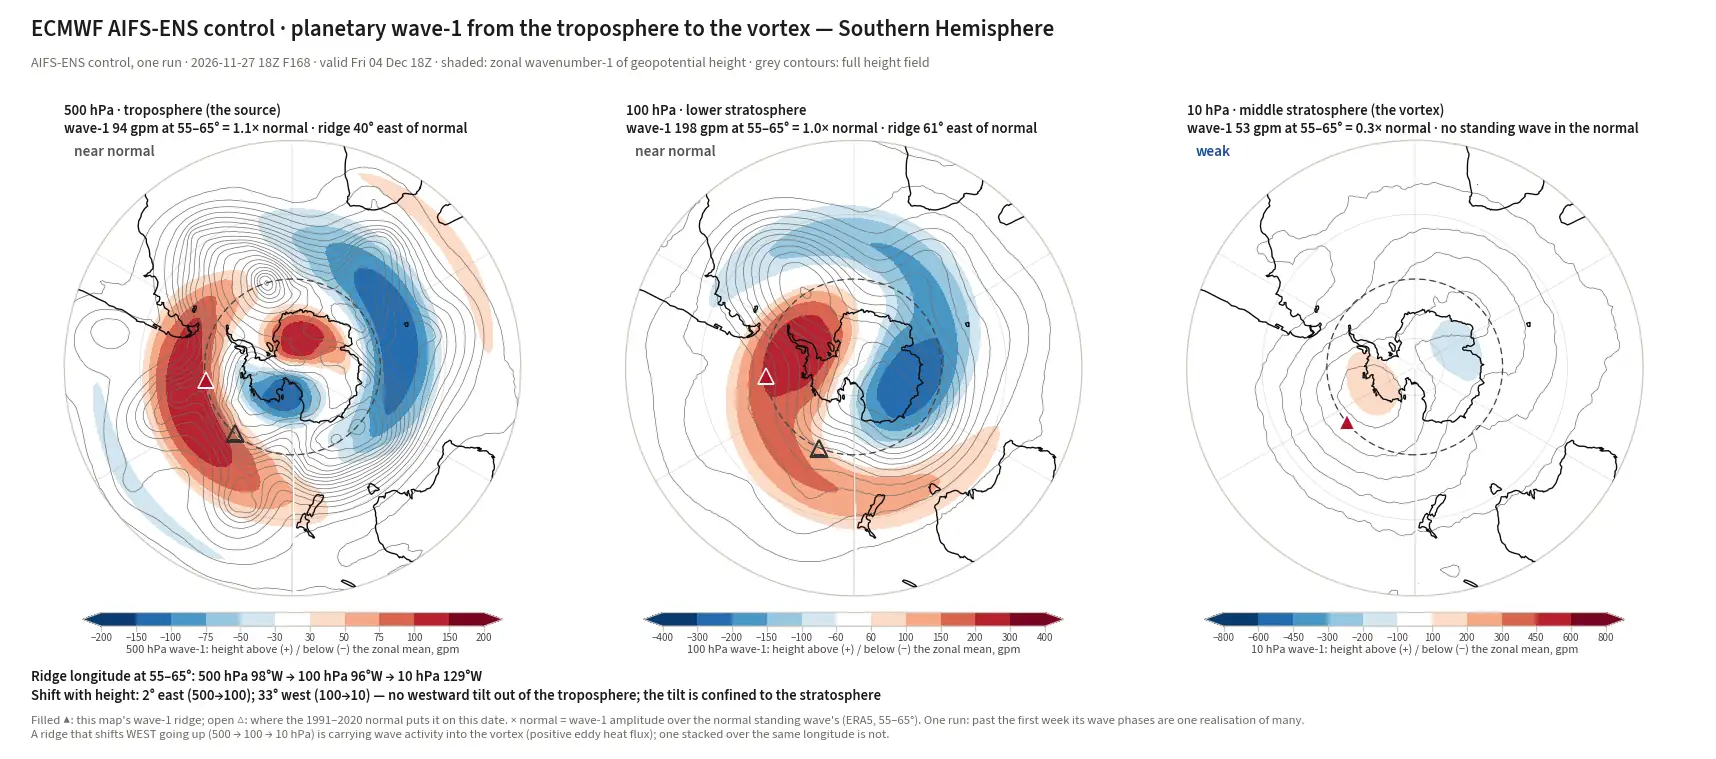 ECMWF AIFS-ENS control · planetary wave-1 from the troposphere to the vortex — Southern Hemisphere
AIFS-ENS control, one run · 2026-11-27 18Z F168 · valid Fri 04 Dec 18Z · shaded: zonal wavenumber-1 of geopotential height · grey contours: full height field
500 hPa · troposphere (the source)
wave-1 94 gpm at 55–65° = 1.1× normal · ridge 40° east of normal
near normal
100 hPa · lower stratosphere
wave-1 198 gpm at 55–65° = 1.0× normal · ridge 61° east of normal
near normal
10 hPa · middle stratosphere (the vortex)
wave-1 53 gpm at 55–65° = 0.3× normal · no standing wave in the normal
weak
−200 −150 −100 −75 −50 −30 30 50 75 100 150 200
500 hPa wave-1: height above (+) / below (−) the zonal mean, gpm
−400 −300 −200 −150 −100 −60 60 100 150 200 300 400
100 hPa wave-1: height above (+) / below (−) the zonal mean, gpm
−800 −600 −450 −300 −200 −100 100 200 300 450 600 800
10 hPa wave-1: height above (+) / below (−) the zonal mean, gpm
Ridge longitude at 55–65°: 500 hPa 98°W → 100 hPa 96°W → 10 hPa 129°W
Shift with height: 2° east (500→100); 33° west (100→10) — no westward tilt out of the troposphere; the tilt is confined to the stratosphere
Filled ▲: this map's wave-1 ridge; open △: where the 1991–2020 normal puts it on this date. × normal = wave-1 amplitude over the normal standing wave's (ERA5, 55–65°). One run: past the first week its wave phases are one realisation of many.
A ridge that shifts WEST going up (500 → 100 → 10 hPa) is carrying wave activity into the vortex (positive eddy heat flux); one stacked over the same longitude is not.